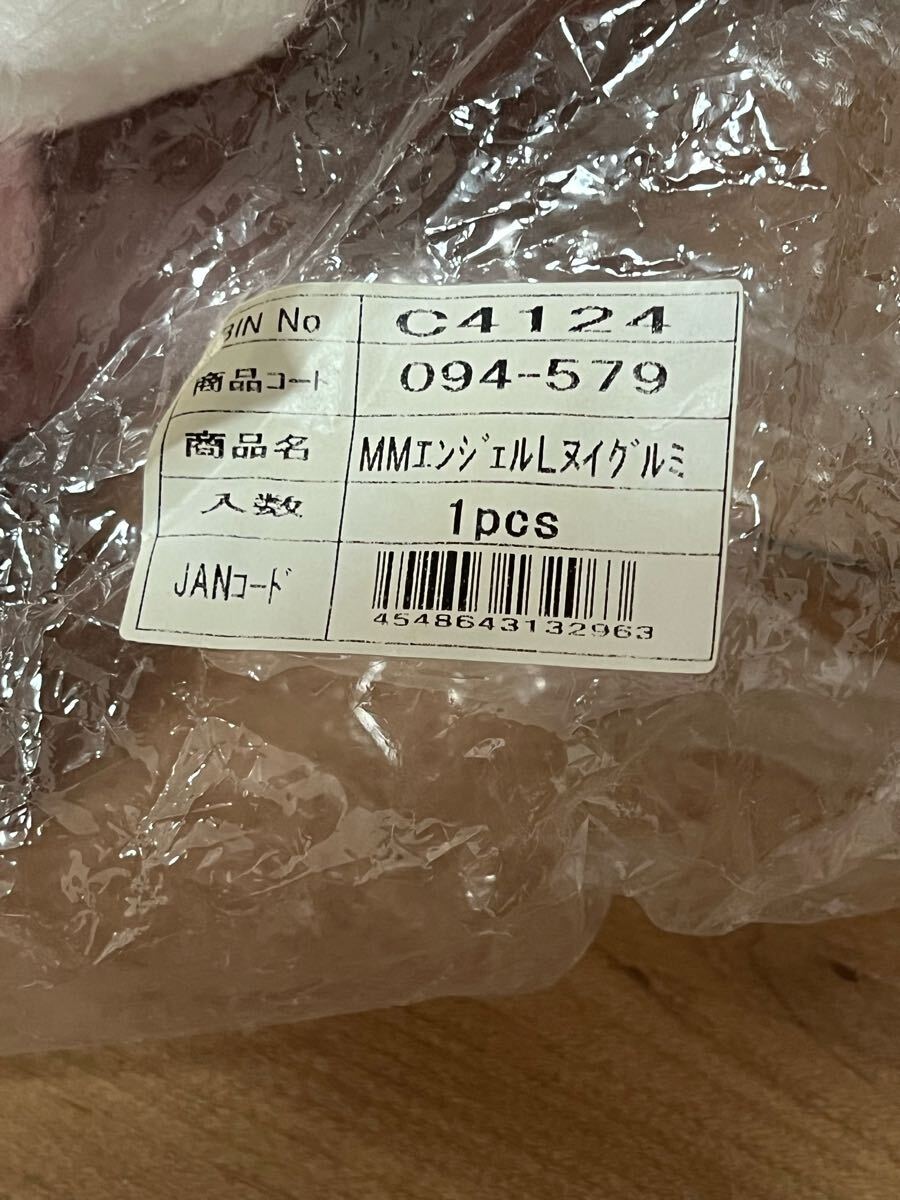 BIN No C4124
商品コード 094-579
商品名 MMエンジェルLヌイグルミ
入数 1pcs
JANコード
4548643132963